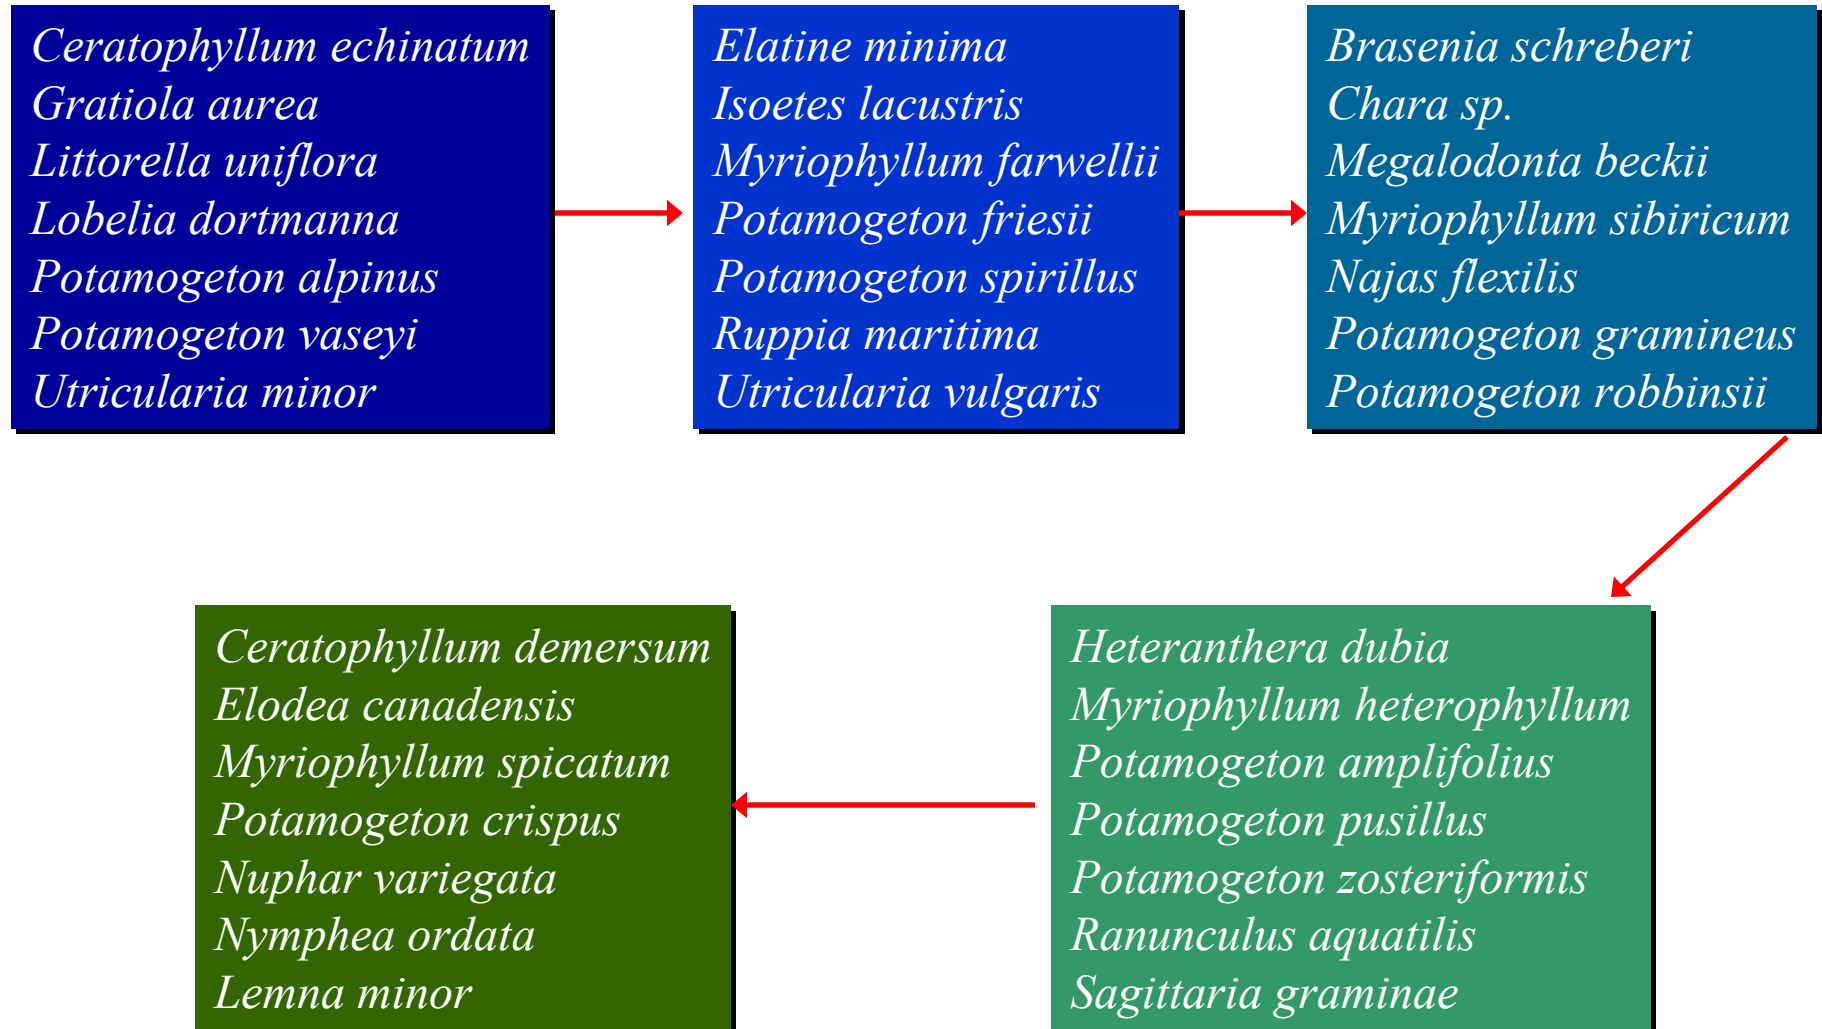 Ceratophyllum echinatum
Gratiola aurea
Littorella uniflora
Lobelia dortmanna
Potamogeton alpinus
Potamogeton vaseyi
Utricularia minor
Elatine minima
Isoetes lacustris
Myriophyllum farwellii
Potamogeton friesii
Potamogeton spirillus
Ruppia maritima
Utricularia vulgaris
Brasenia schreberi
Chara sp.
Megalodonta beckii
Myriophyllum sibiricum
Najas flexilis
Potamogeton gramineus
Potamogeton robbinsii
Heteranthera dubia
Myriophyllum heterophyllum
Potamogeton amplifolius
Potamogeton pusillus
Potamogeton zosteriformis
Ranunculus aquatilis
Sagittaria graminae
Ceratophyllum demersum
Elodea canadensis
Myriophyllum spicatum
Potamogeton crispus
Nuphar variegata
Nymphea ordata
Lemna minor